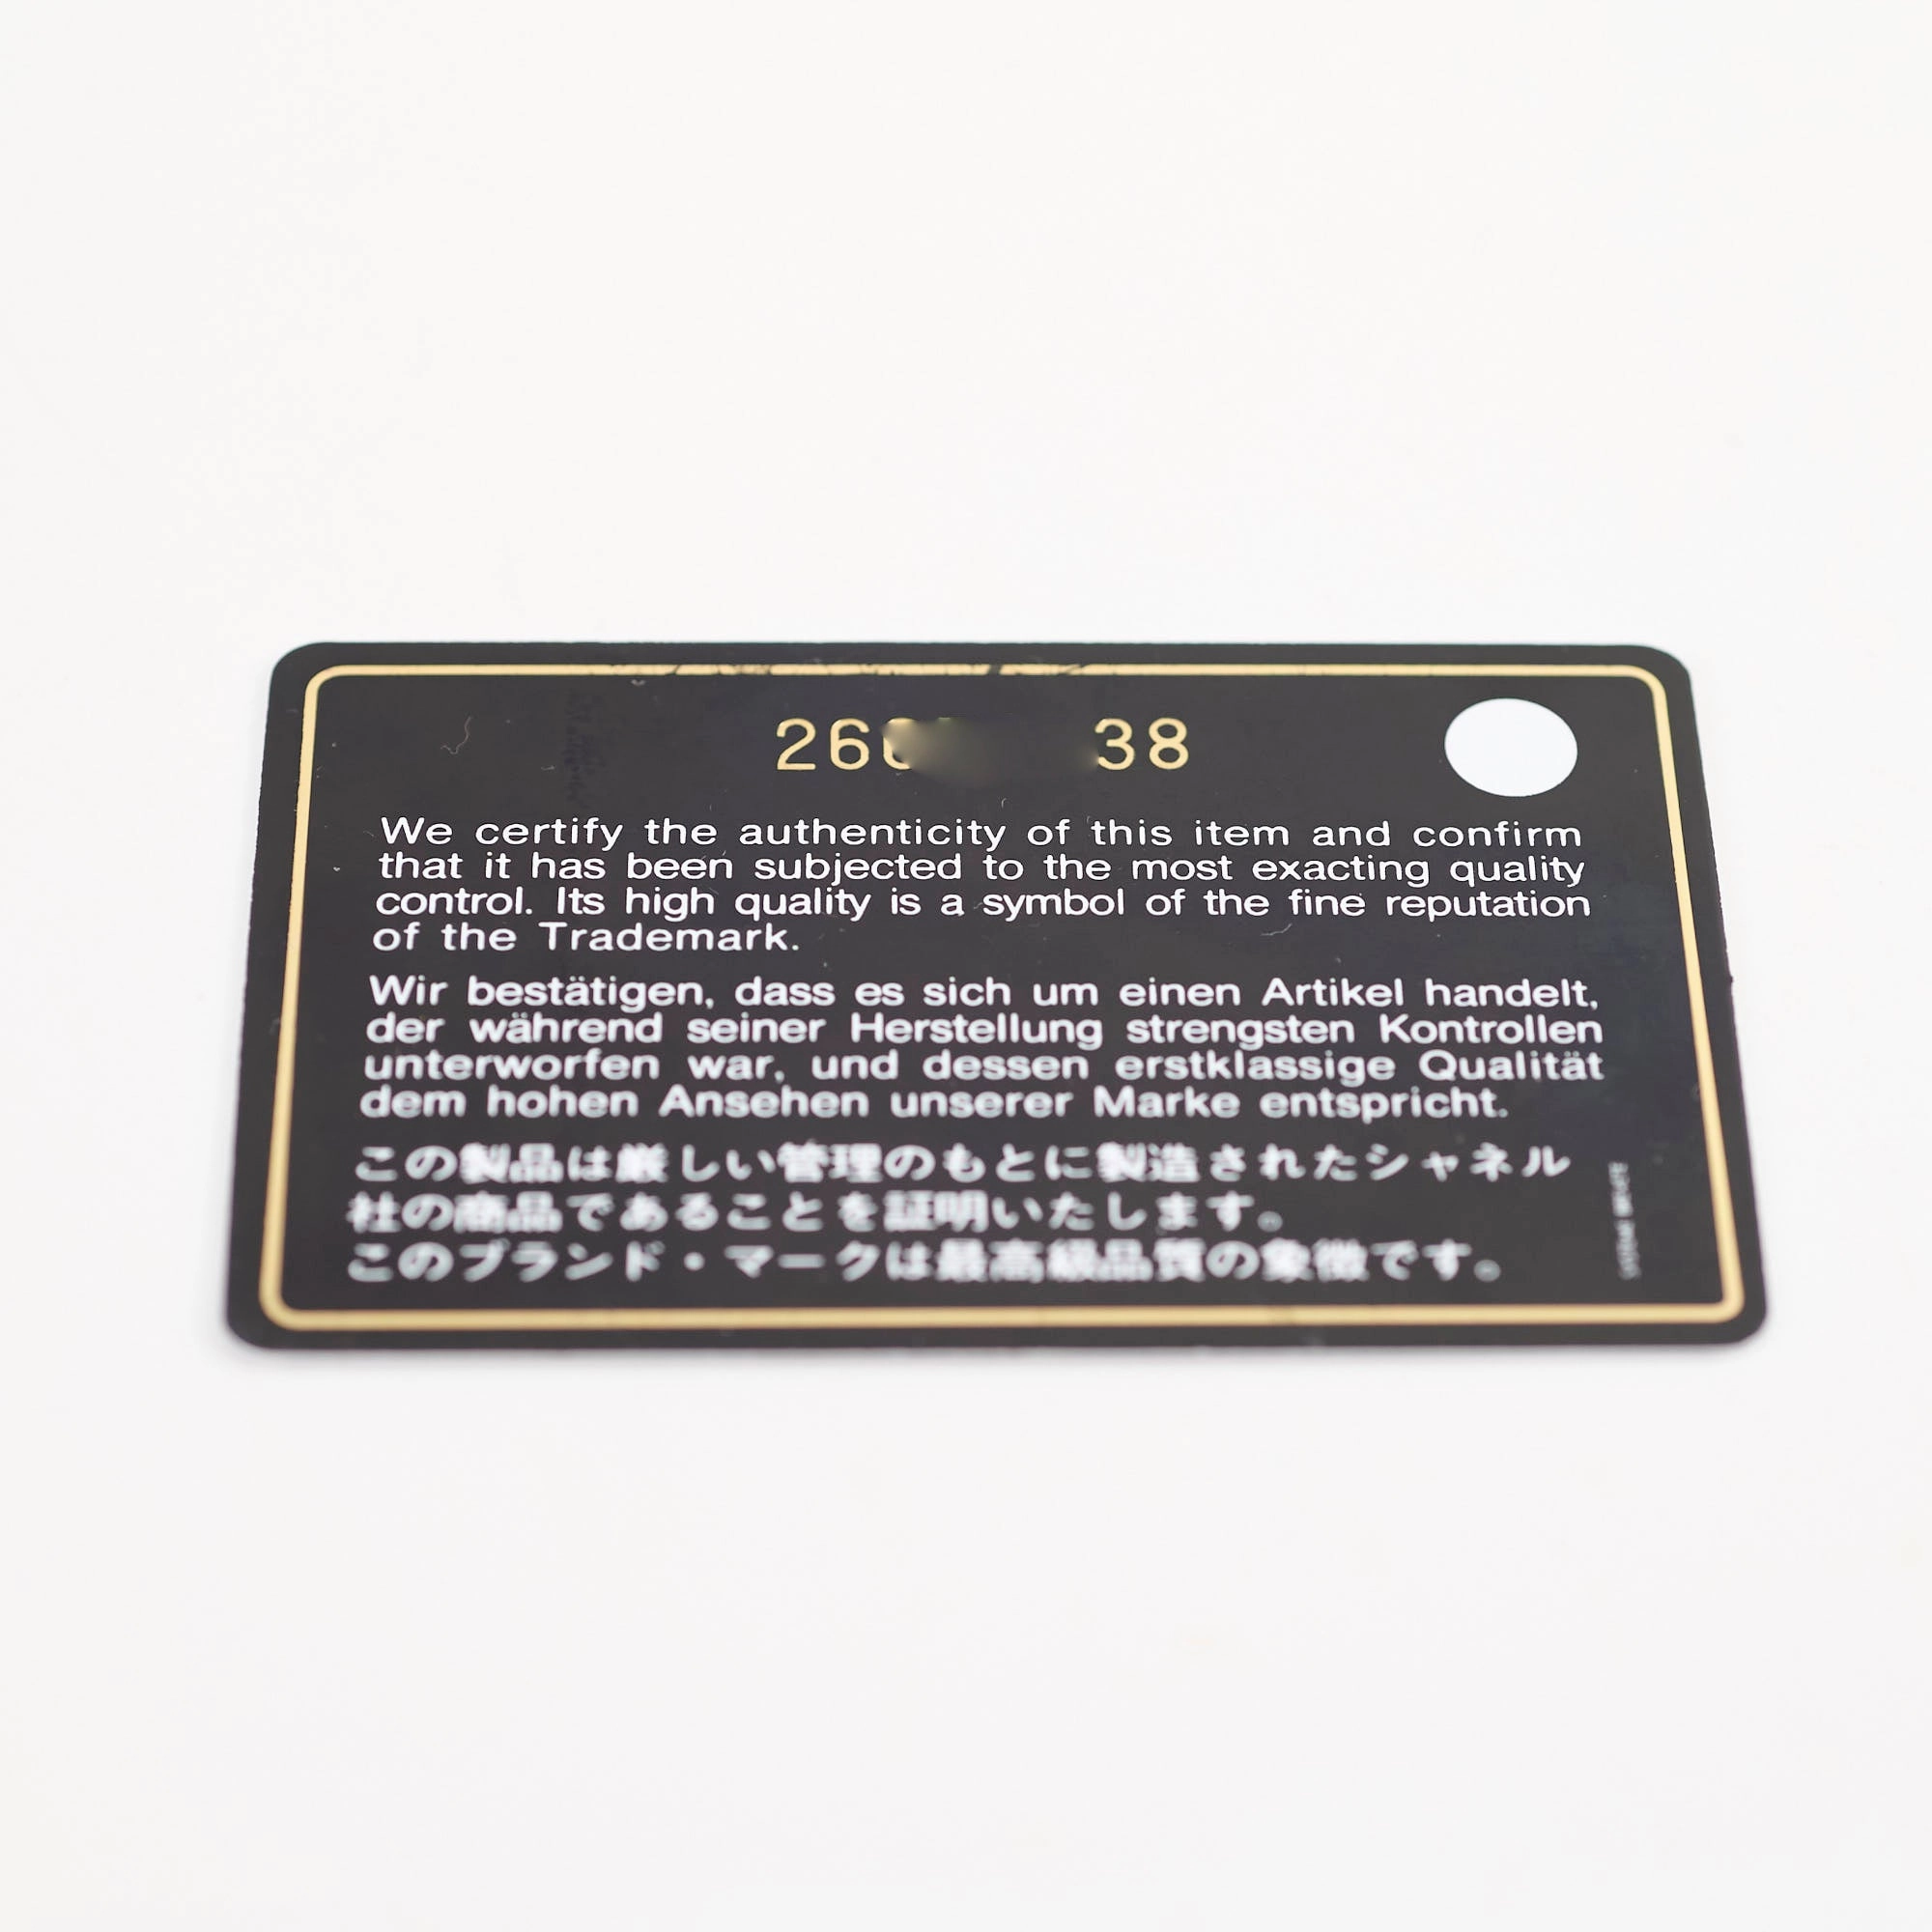 26 38
We certify the authenticity of this item and confirm
that it has been subjected to the most exacting quality
control. Its high quality is a symbol of the fine reputation
of the Trademark.
Wir bestätigen, dass es sich um einen Artikel handelt,
der während seiner Herstellung strengsten Kontrollen
unterworfen war, und dessen erstklassige Qualität
dem hohen Ansehen unserer Marke entspricht.
この製品は厳しい管理のもとに製造されたシャネル
社の商品であることを証明いたします。
このブランド・マークは最高級品質の象徴です。